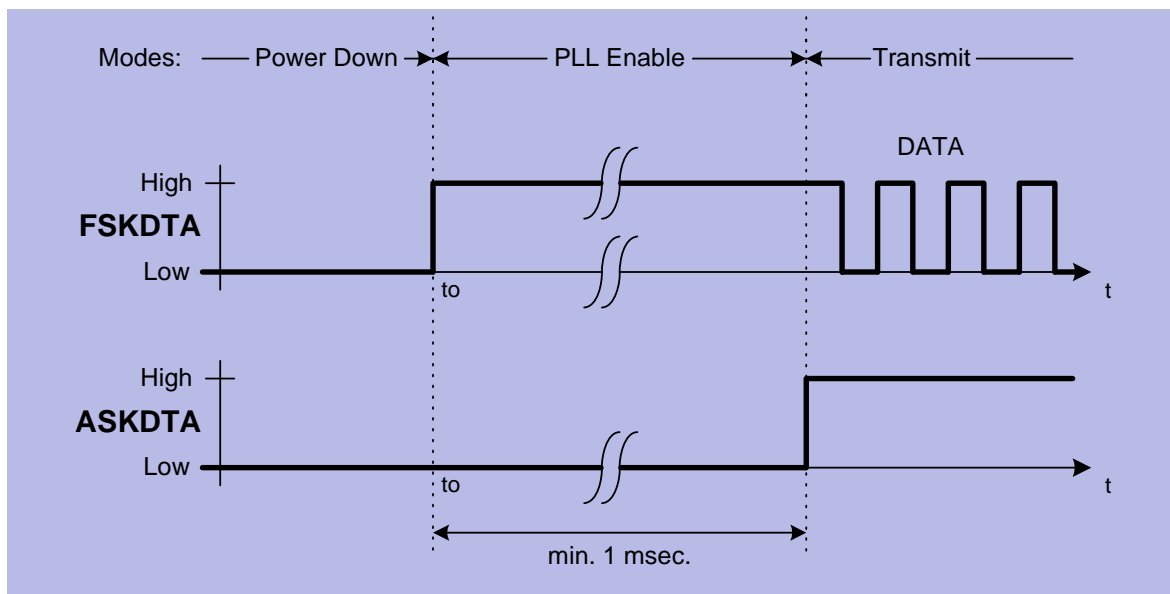 Modes: Power Down PLL Enable Transmit
DATA
High
FSKDTA
Low
to
t
High
ASKDTA
Low
to
t
min. 1 msec.